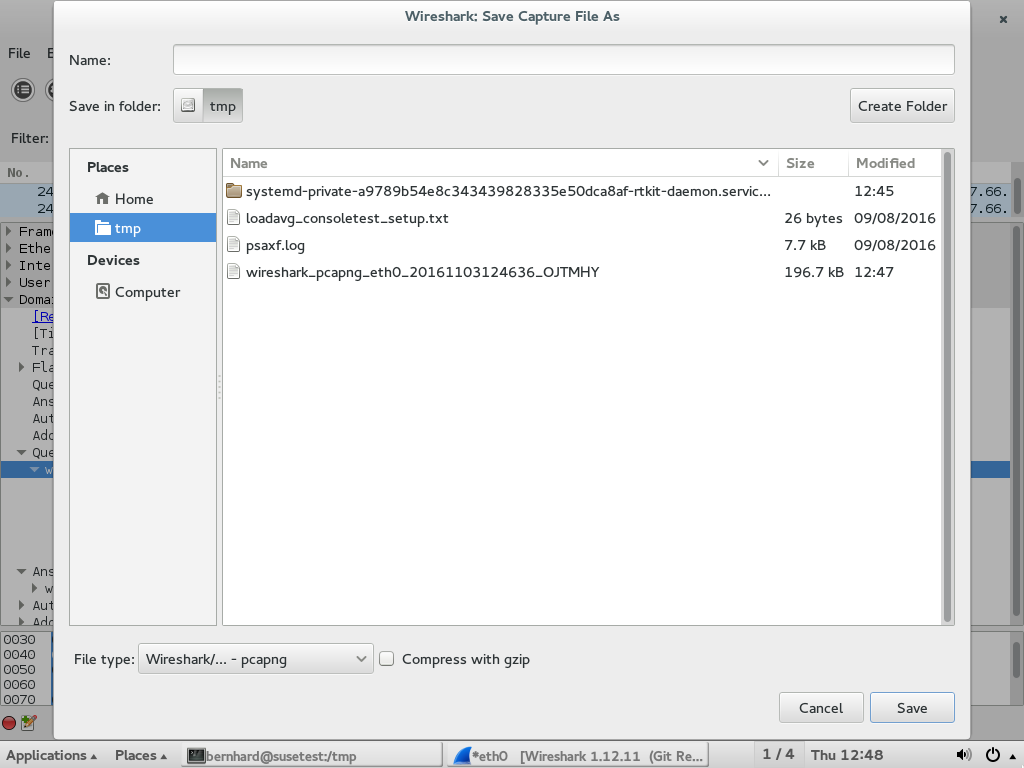 Wireshark: Save Capture File As
File
Name:
Save in folder: tmp Create Folder
Filter:
Places
Home
tmp
Devices
Computer
Name Size Modified
systemd-private-a9789b54e8c343439828335e50dca8af-rtkit-daemon.servic... 12:45
loadavg_consoletest_setup.txt 26 bytes 09/08/2016
psaxf.log 7.7 kB 09/08/2016
wireshark_pcapng_eth0_20161103124636_OJTMHY 196.7 kB 12:47
No.
24 7.66.
24 7.66.
Fram
Ethe
Inte
User
Doma
[Re
[Ti
Tra
Fla
Que
Ans
Aut
Add
Que
w
Ans
w
Aut
Add
0030
0040
0050
0060
0070
File type: Wireshark/... - pcapng Compress with gzip
Cancel Save
Applications Places bernhard@susetest:/tmp *eth0 [Wireshark 1.12.11 (Git Re... 1 / 4 Thu 12:48